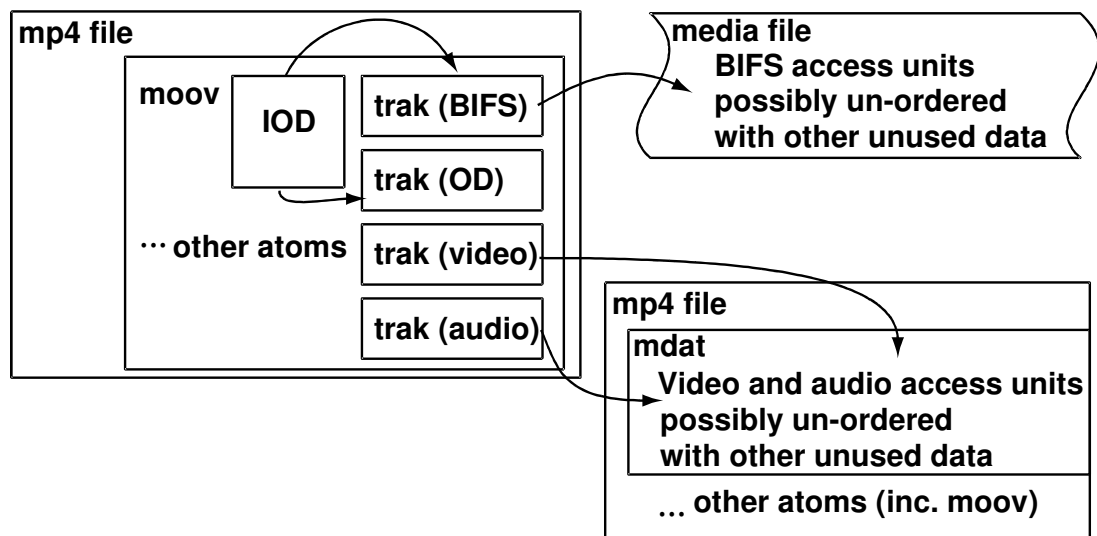 mp4 file
moov
IOD
trak (BIFS)
trak (OD)
... other atoms
trak (video)
trak (audio)
media file
BIFS access units
possibly un-ordered
with other unused data
mp4 file
mdat
Video and audio access units
possibly un-ordered
with other unused data
... other atoms (inc. moov)